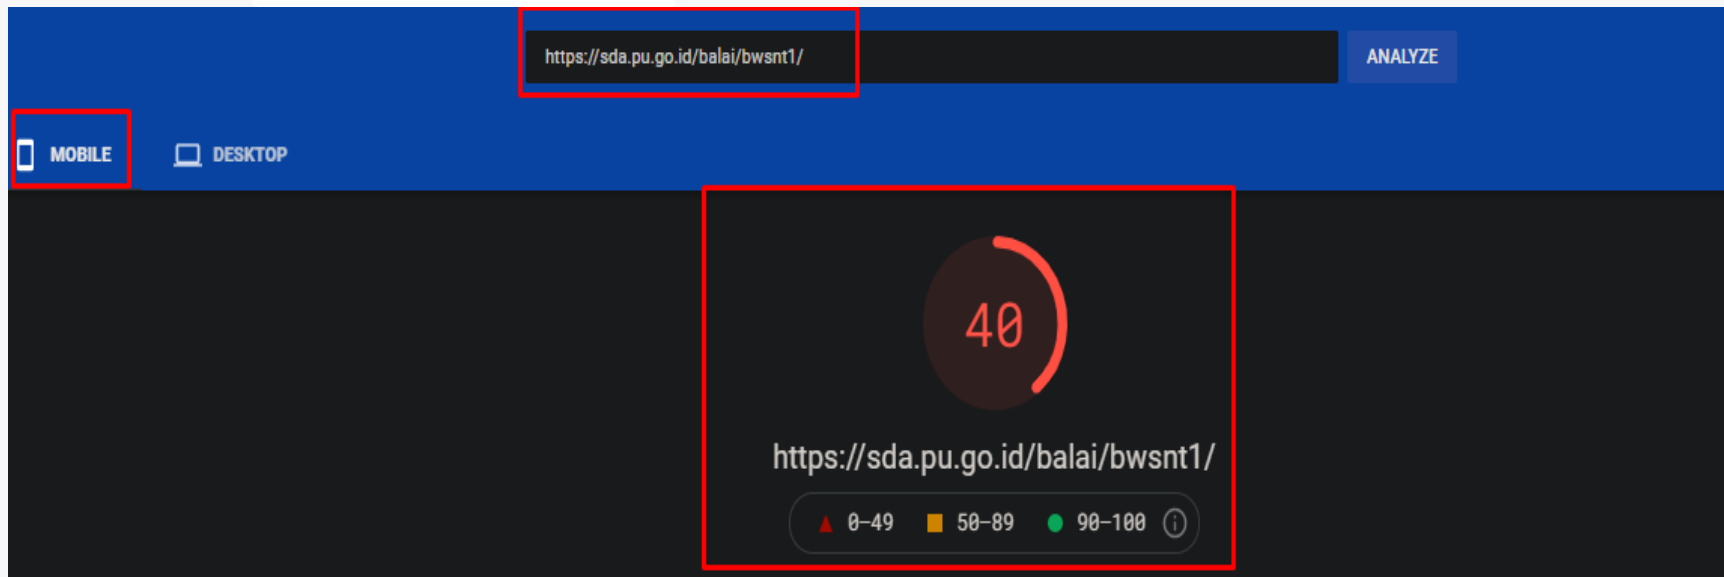 https://sda.pu.go.id/balai/bwsnt1/
ANALYZE
MOBILE
DESKTOP
40
https://sda.pu.go.id/balai/bwsnt1/
0–49
50–89
90–100